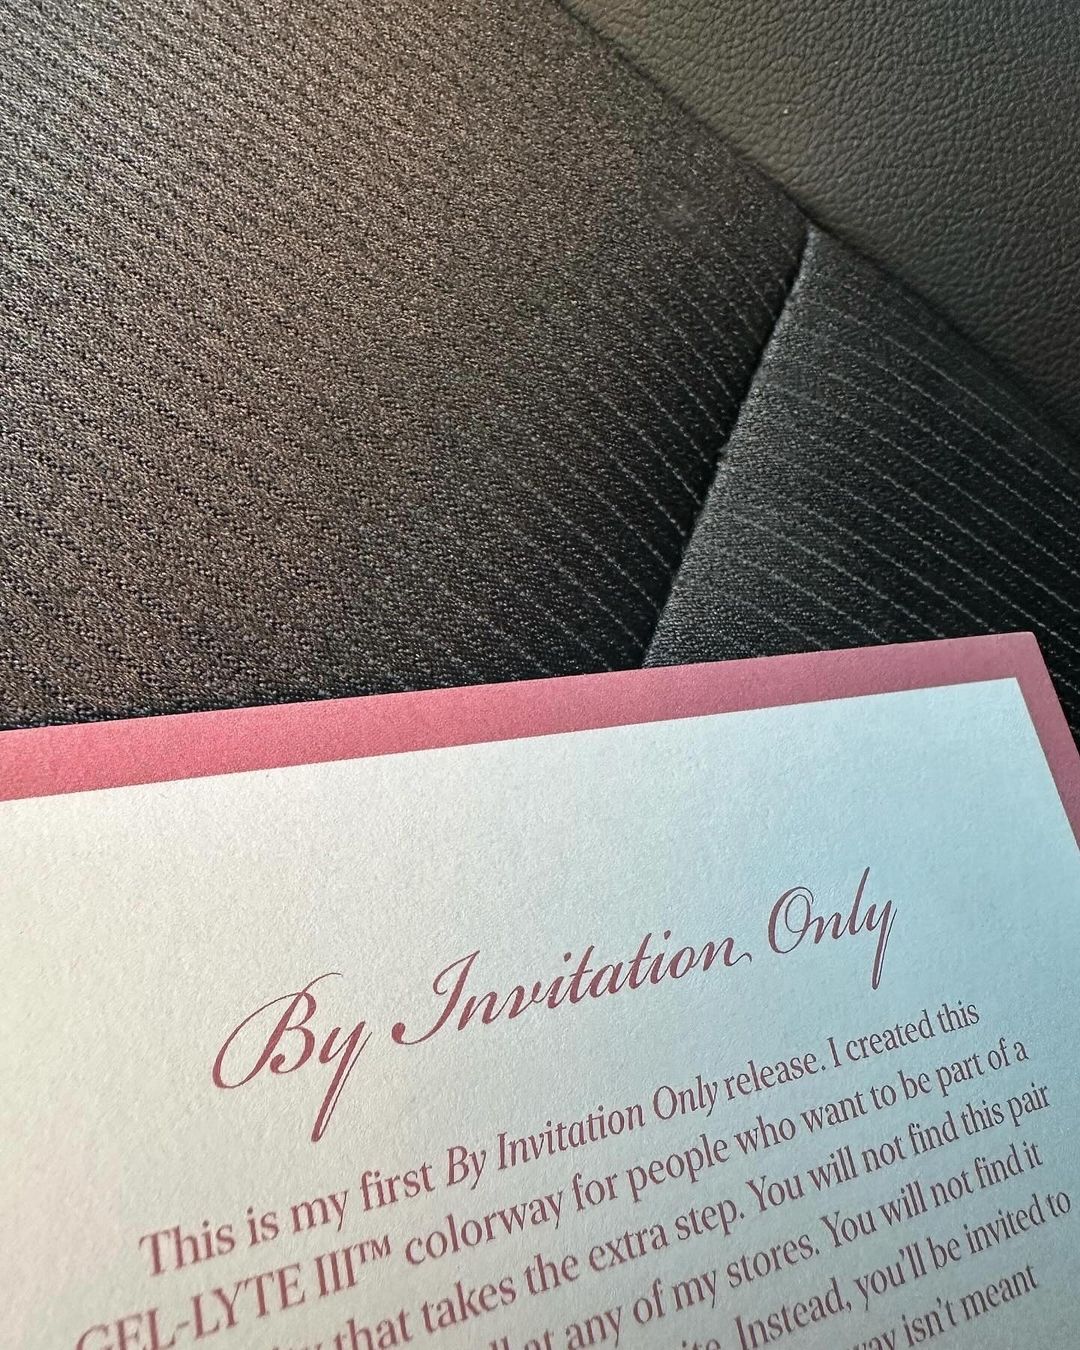 By Invitation Only
This is my first By Invitation Only release. I created this
GEL-LYTE III™ colorway for people who want to be part of a
that takes the extra step. You will not find this pair
at any of my stores. You will not find it
Instead, you'll be invited to
isn't meant